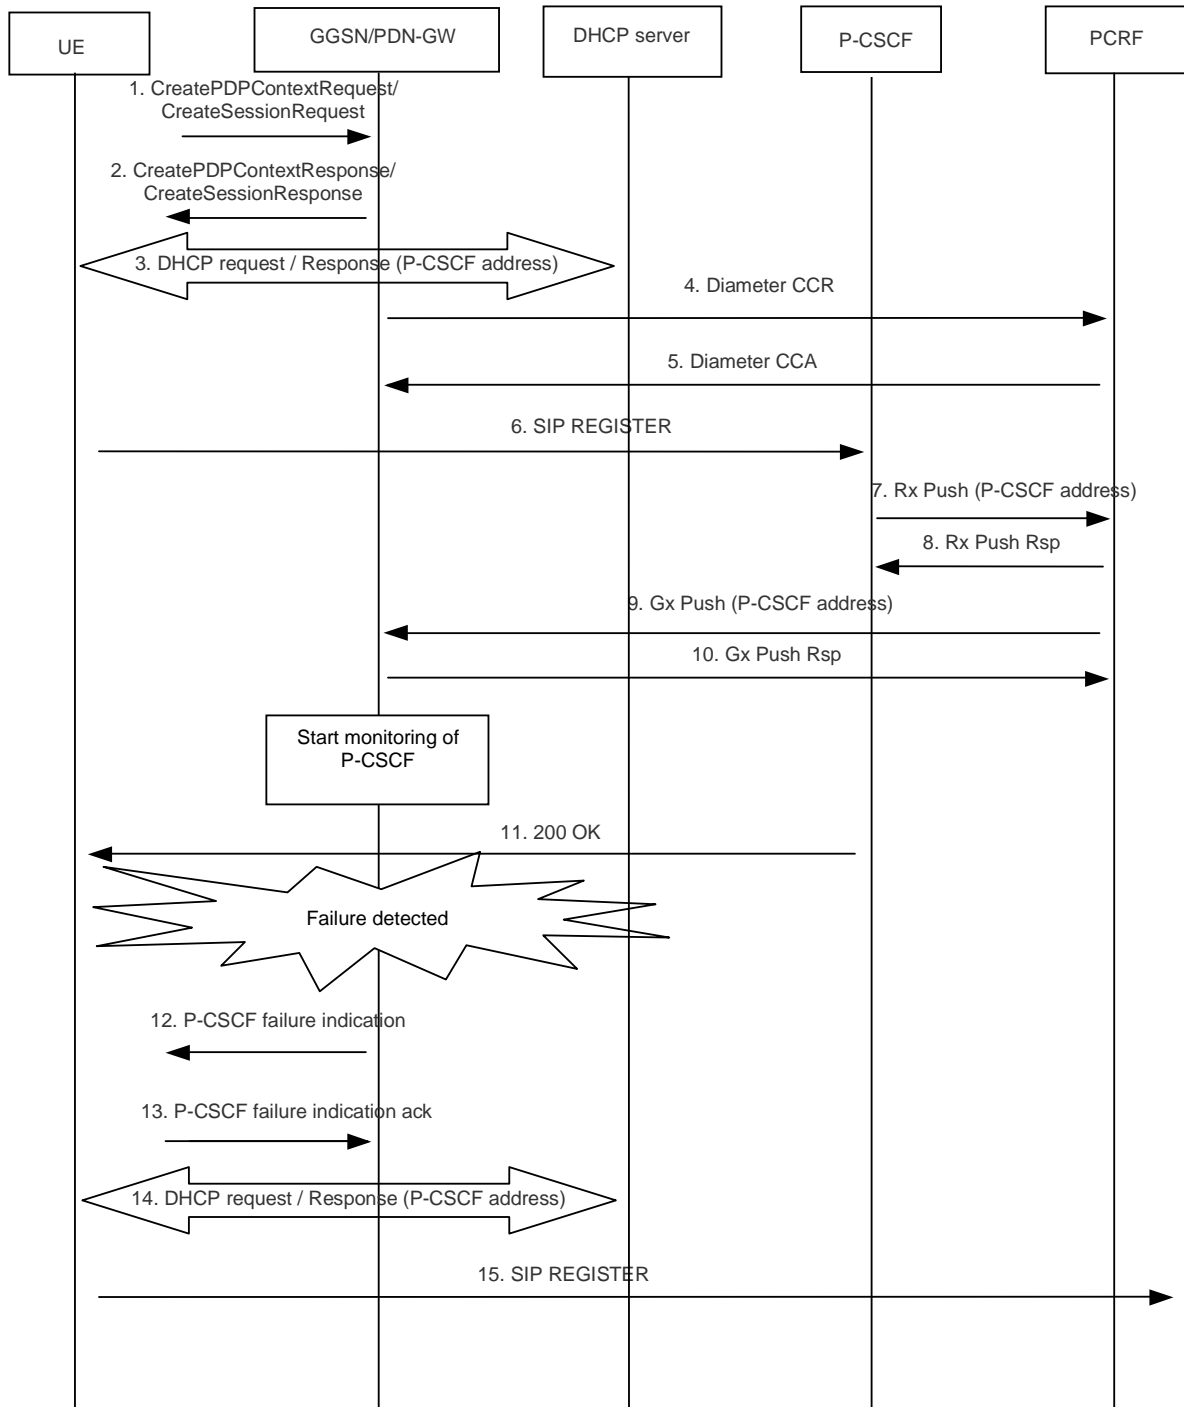 UE
GGSN/PDN-GW
DHCP server
P-CSCF
PCRF
1. CreatePDPContextRequest/
CreateSessionRequest
2. CreatePDPContextResponse/
CreateSessionResponse
3. DHCP request / Response (P-CSCF address)
4. Diameter CCR
5. Diameter CCA
6. SIP REGISTER
7. Rx Push (P-CSCF address)
8. Rx Push Rsp
9. Gx Push (P-CSCF address)
10. Gx Push Rsp
Start monitoring of
P-CSCF
11. 200 OK
Failure detected
12. P-CSCF failure indication
13. P-CSCF failure indication ack
14. DHCP request / Response (P-CSCF address)
15. SIP REGISTER